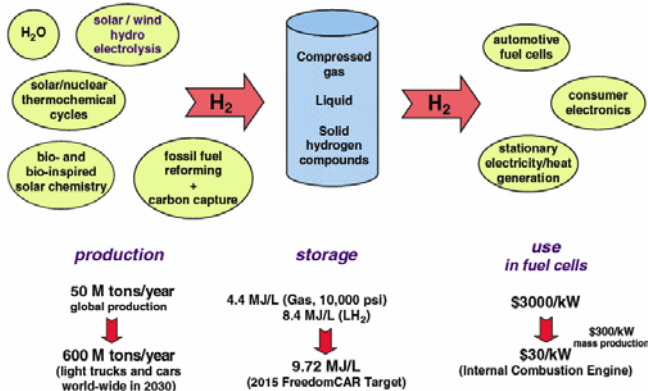 H₂O
solar / wind
hydro
electrolysis
solar/nuclear
thermochemical
cycles
bio- and
bio-inspired
solar chemistry
fossil fuel
reforming
+
carbon capture
H₂
Compressed
gas
Liquid
Solid
hydrogen
compounds
H₂
automotive
fuel cells
consumer
electronics
stationary
electricity/heat
generation
production
50 M tons/year
global production
600 M tons/year
(light trucks and cars
world-wide in 2030)
storage
4.4 MJ/L (Gas, 10,000 psi)
8.4 MJ/L (LH₂)
9.72 MJ/L
(2015 FreedomCAR Target)
use
in fuel cells
$3000/kW
$300/kW
mass production
$30/kW
(Internal Combustion Engine)